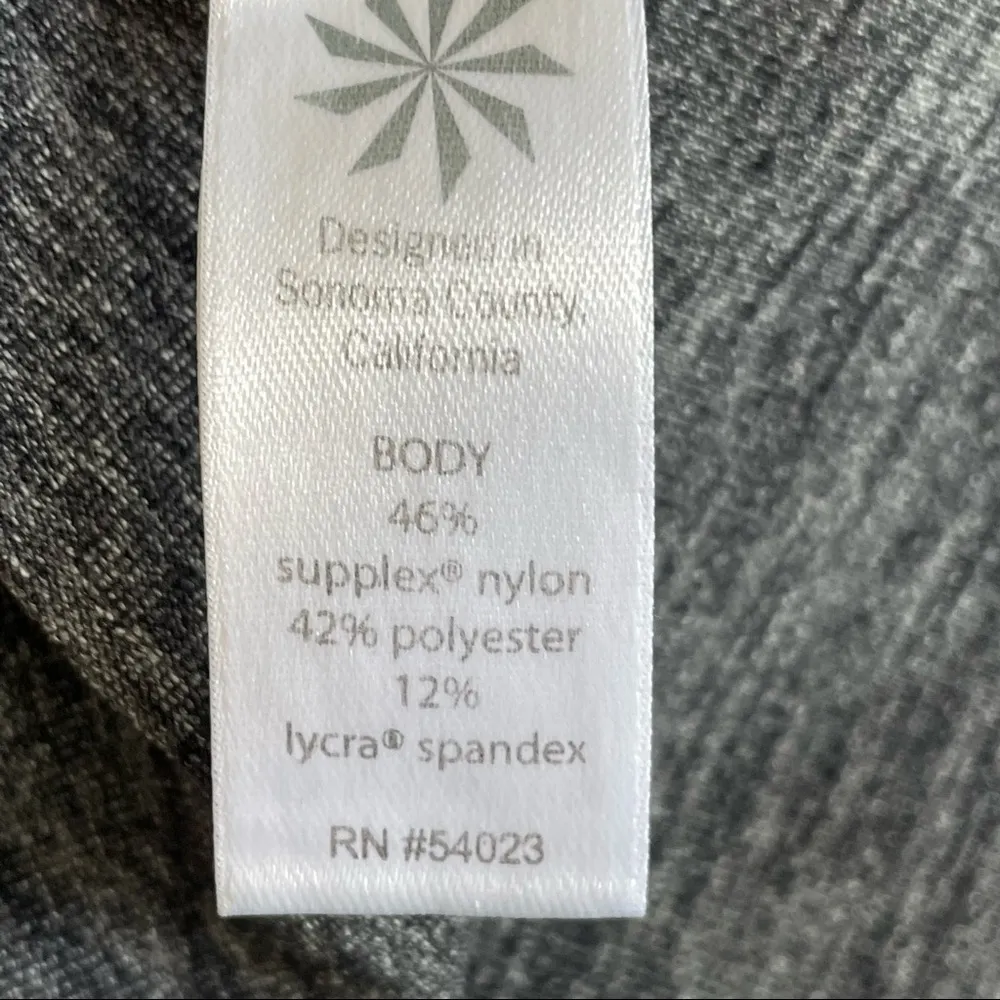 Designed in
Sonoma County,
California
BODY
46%
supplex® nylon
42% polyester
12%
lycra® spandex
RN #54023